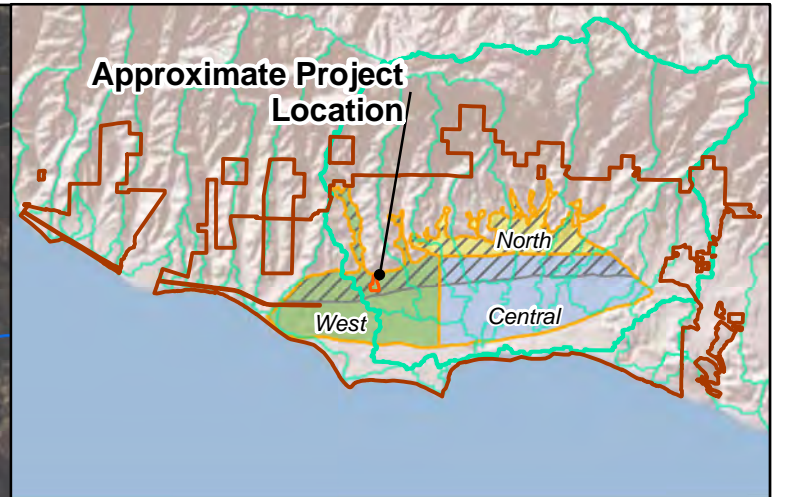 Approximate Project
Location
North
West
Central